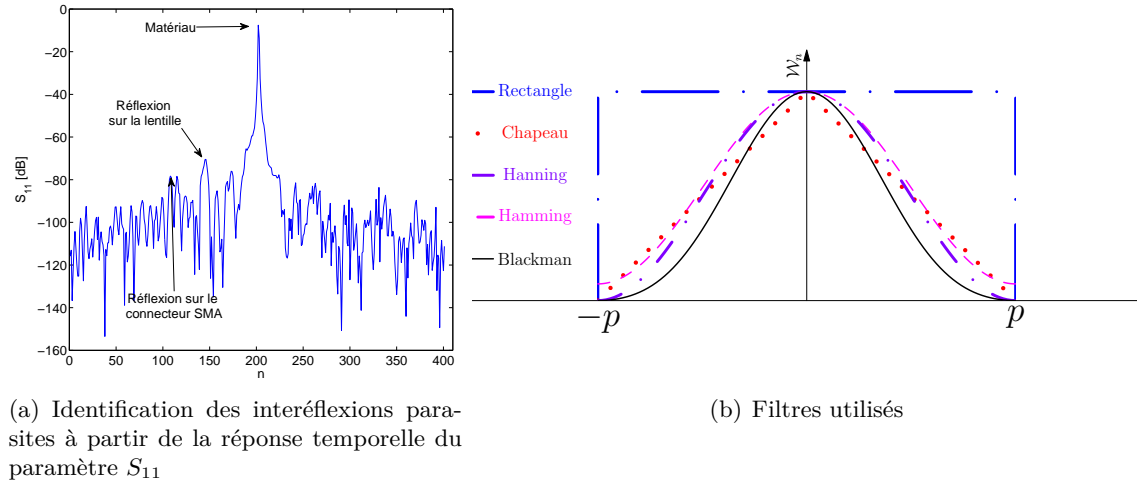 0
−20
−40
−60
−80
−100
−120
−140
−160
S11 [dB]
0
50
100
150
200
250
300
350
400
n
Matériau
Réflexion
sur la lentille
Réflexion sur le
connecteur SMA
𝒲n
Rectangle
Chapeau
Hanning
Hamming
Blackman
−p
p
(a) Identification des interéflexions para-
sites à partir de la réponse temporelle du
paramètre S11
(b) Filtres utilisés